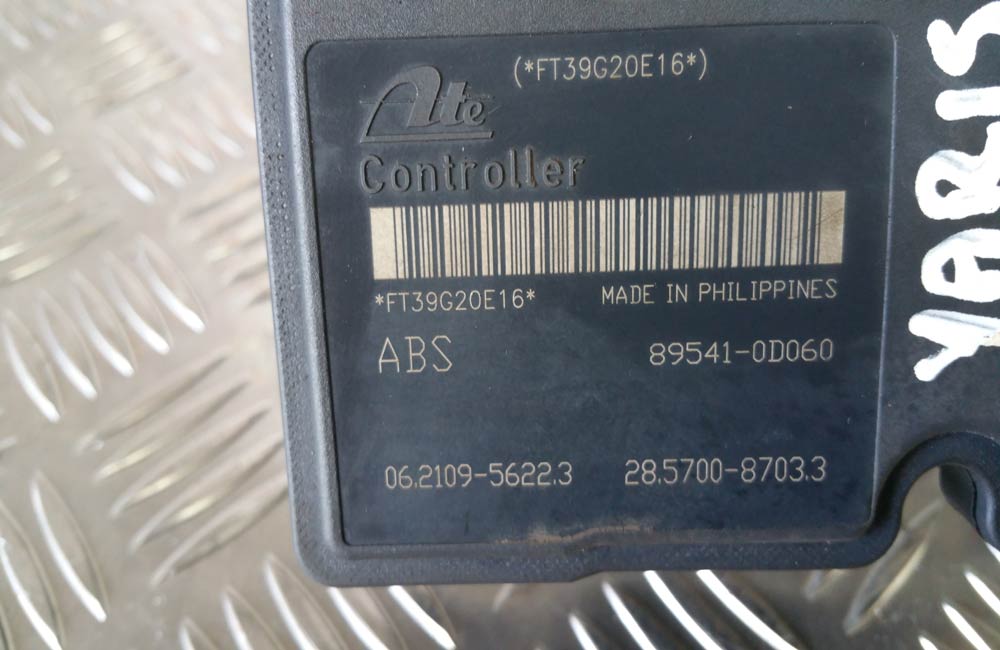 (*FT39G20E16*)
Ate
Controller
*FT39G20E16* MADE IN PHILIPPINES
ABS 89541-0D060
06.2109-5622.3 28.5700-8703.3
YARIS